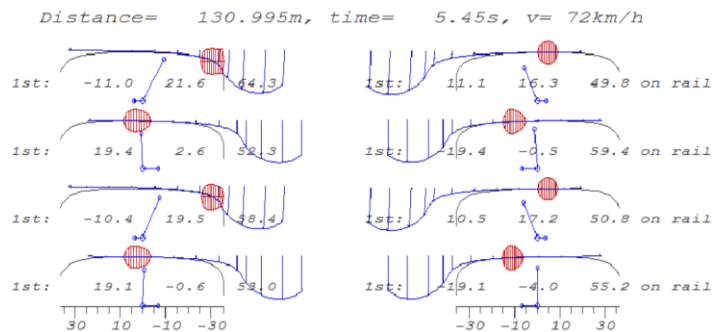 Distance= 130.995m, time= 5.45s, v= 72km/h
1st: -11.0 21.6 64.3 1st: 11.1 16.3 49.8 on rail
1st: 19.4 2.6 52.3 1st: -19.4 -0.5 59.4 on rail
1st: -10.4 19.5 58.4 1st: 10.5 17.2 50.8 on rail
1st: 19.1 -0.6 53.0 1st: -19.1 -4.0 55.2 on rail
30 10 -10 -30 -30 -10 10 30